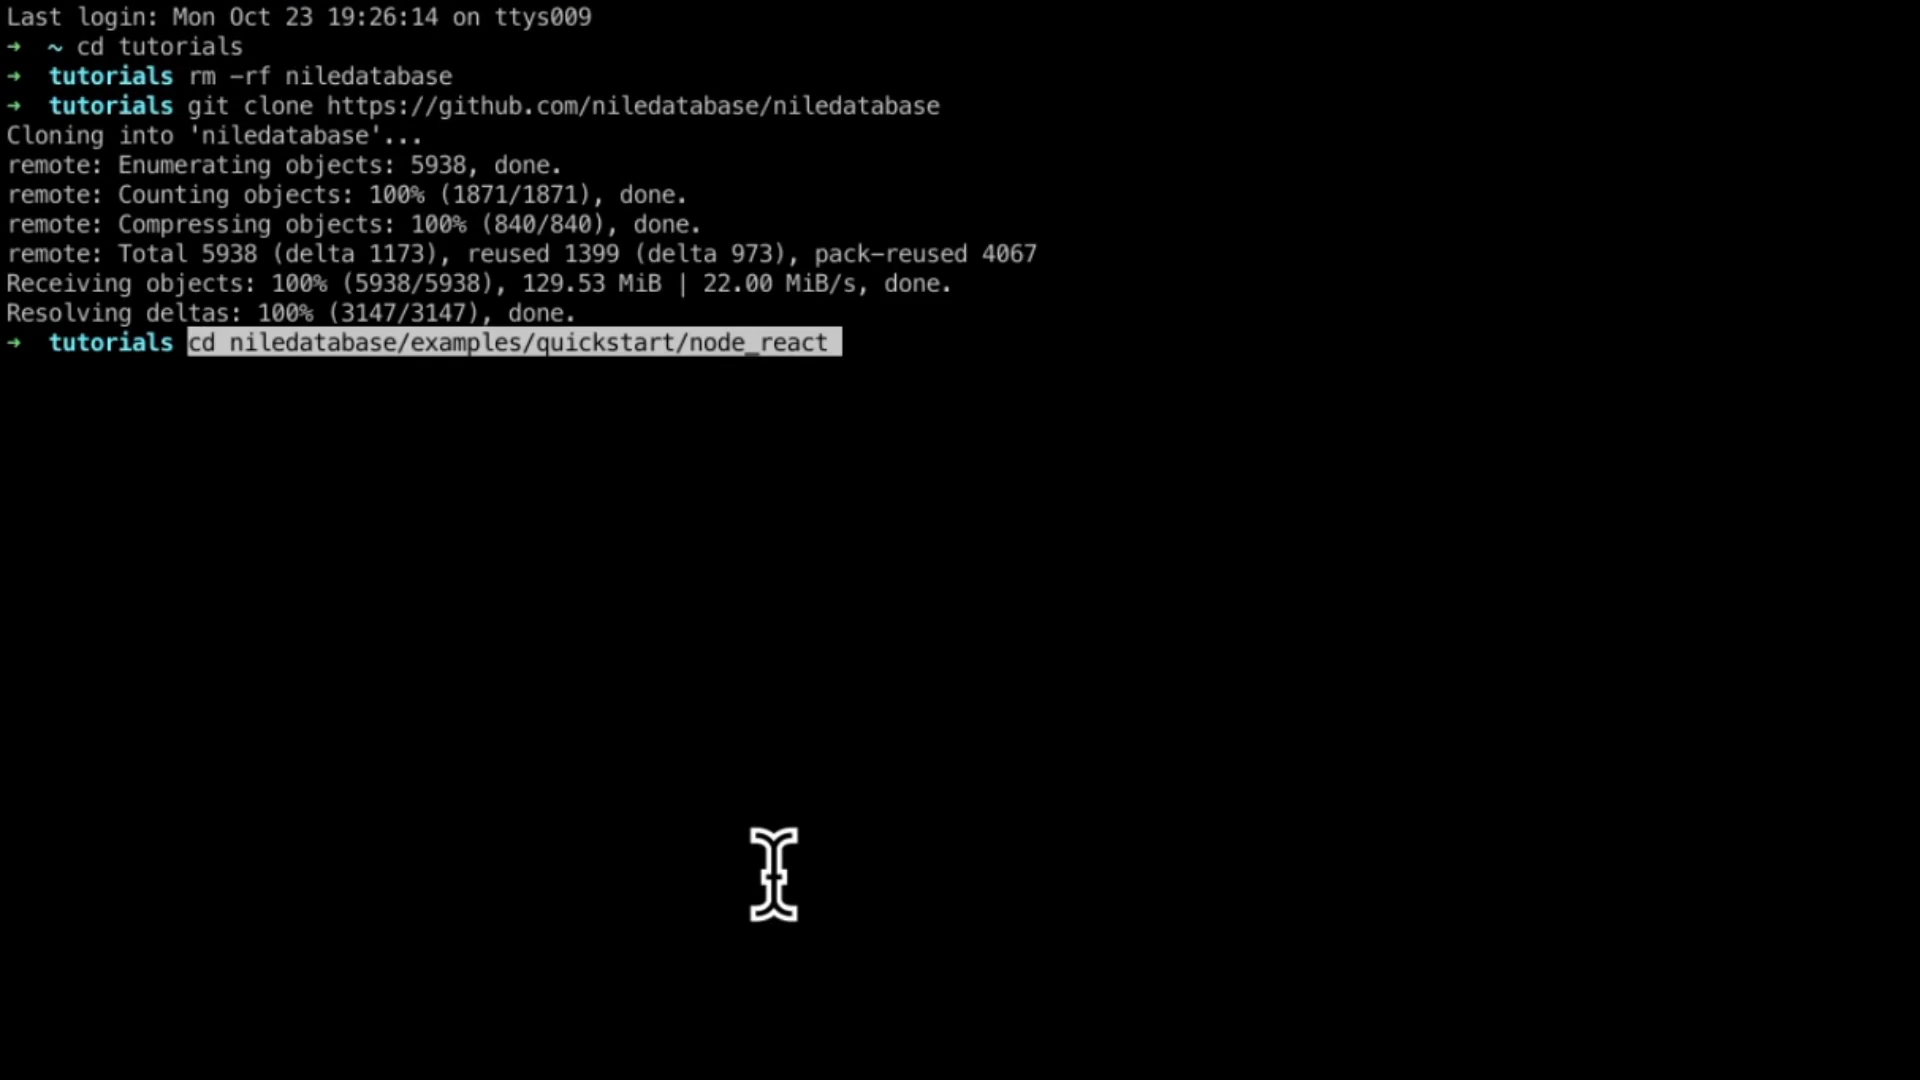 Last login: Mon Oct 23 19:26:14 on ttys009
➜  ~ cd tutorials
➜  tutorials rm -rf niledatabase
➜  tutorials git clone https://github.com/niledatabase/niledatabase
Cloning into 'niledatabase'...
remote: Enumerating objects: 5938, done.
remote: Counting objects: 100% (1871/1871), done.
remote: Compressing objects: 100% (840/840), done.
remote: Total 5938 (delta 1173), reused 1399 (delta 973), pack-reused 4067
Receiving objects: 100% (5938/5938), 129.53 MiB | 22.00 MiB/s, done.
Resolving deltas: 100% (3147/3147), done.
➜  tutorials cd niledatabase/examples/quickstart/node_react